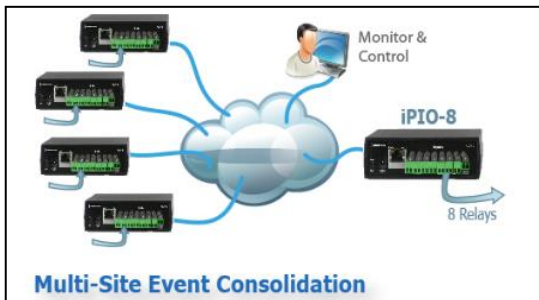 Monitor &
Control
iPIO-8
8 Relays
Multi-Site Event Consolidation